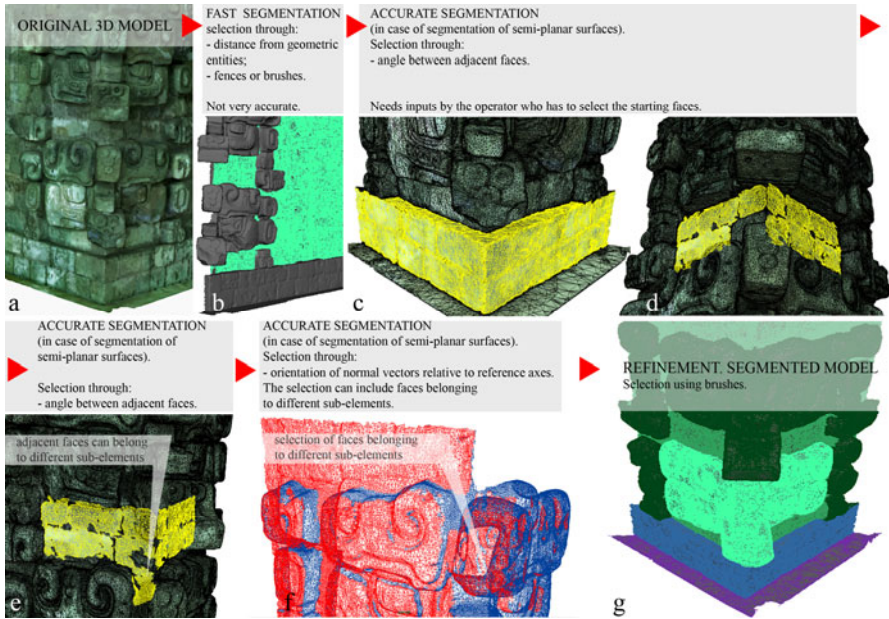 ORIGINAL 3D MODEL
FAST SEGMENTATION
selection through:
- distance from geometric
entities;
- fences or brushes.
Not very accurate.
ACCURATE SEGMENTATION
(in case of segmentation of semi-planar surfaces).
Selection through:
- angle between adjacent faces.
Needs inputs by the operator who has to select the starting faces.
a
b
c
d
ACCURATE SEGMENTATION
(in case of segmentation of
semi-planar surfaces).
Selection through:
- angle between adjacent faces.
adjacent faces can belong
to different sub-elements
ACCURATE SEGMENTATION
(in case of segmentation of semi-planar surfaces).
Selection through:
- orientation of normal vectors relative to reference axes.
The selection can include faces belonging
to different sub-elements.
selection of faces belonging
to different sub-elements
REFINEMENT. SEGMENTED MODEL
Selection using brushes.
e
f
g